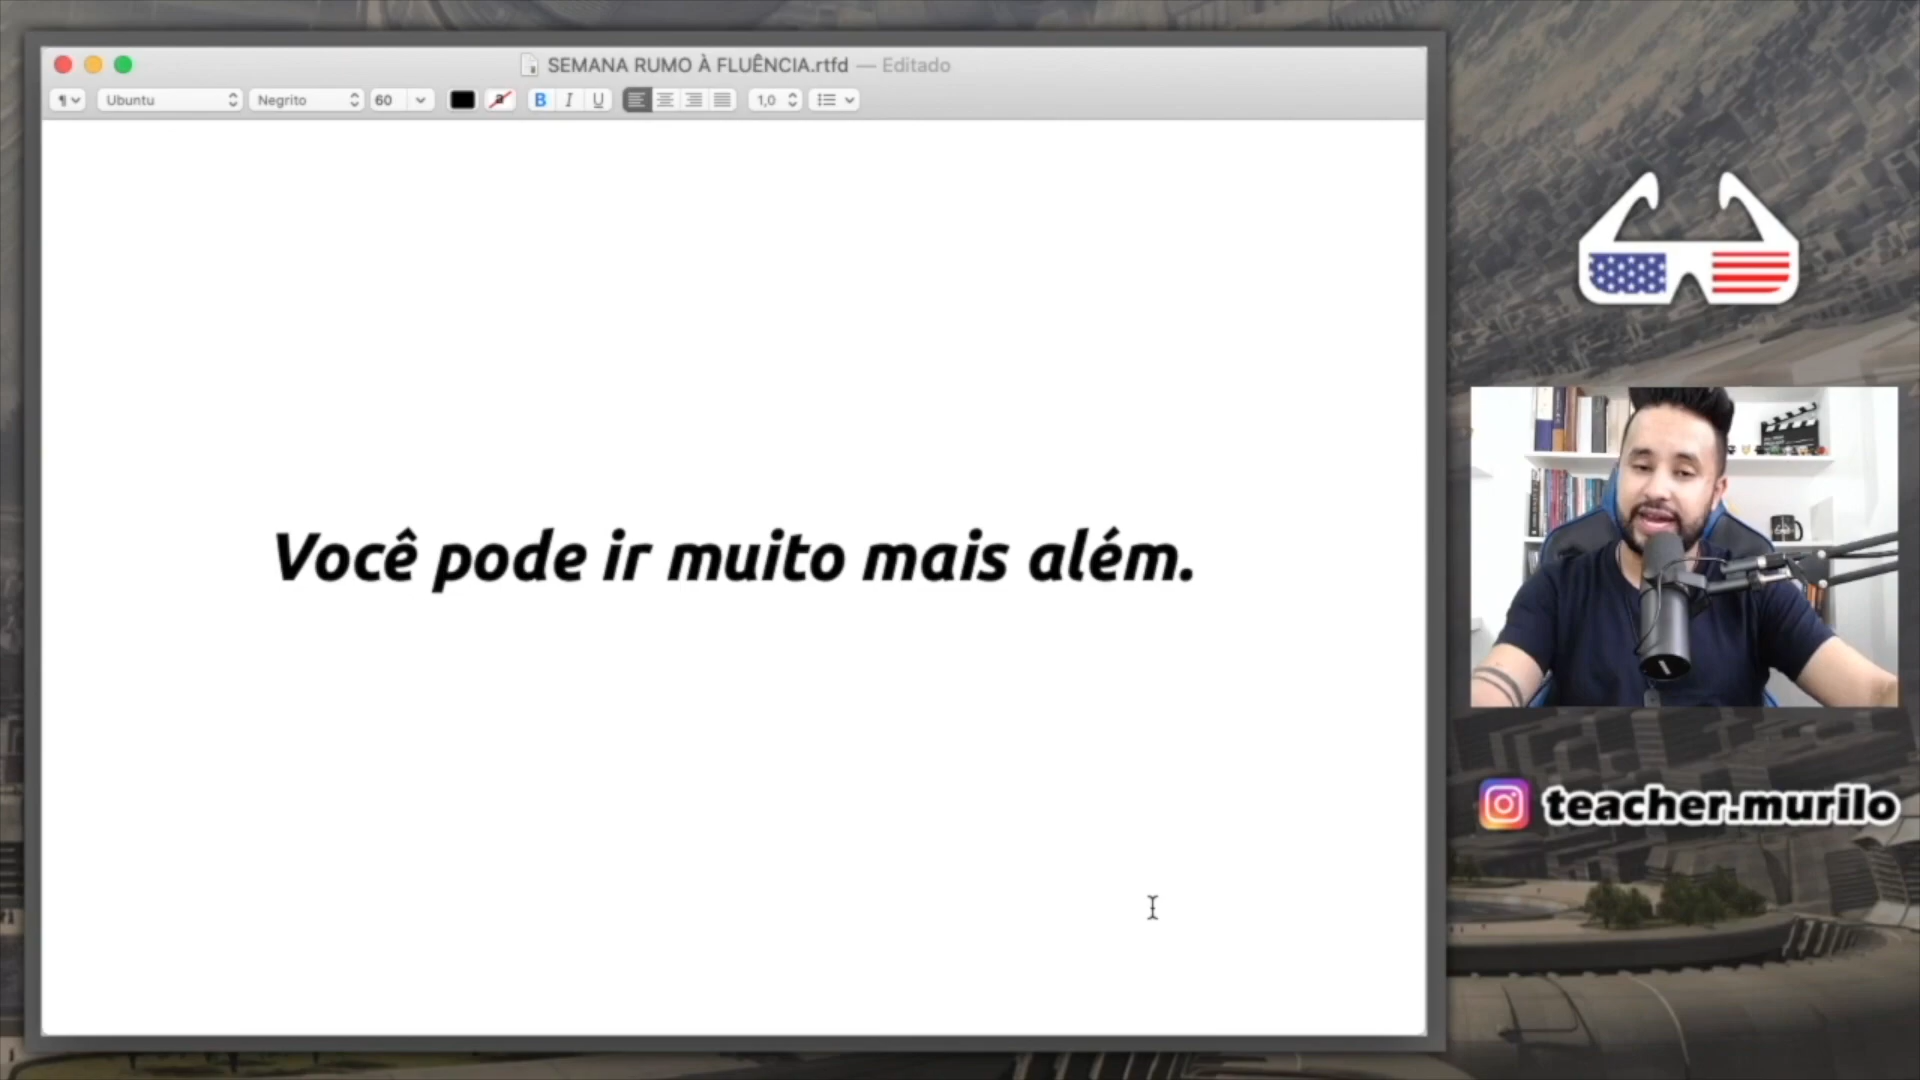 SEMANA RUMO À FLUÊNCIA.rtfd — Editado
¶ Ubuntu Negrito 60 a B I U 1,0
Você pode ir muito mais além.
teacher.murilo